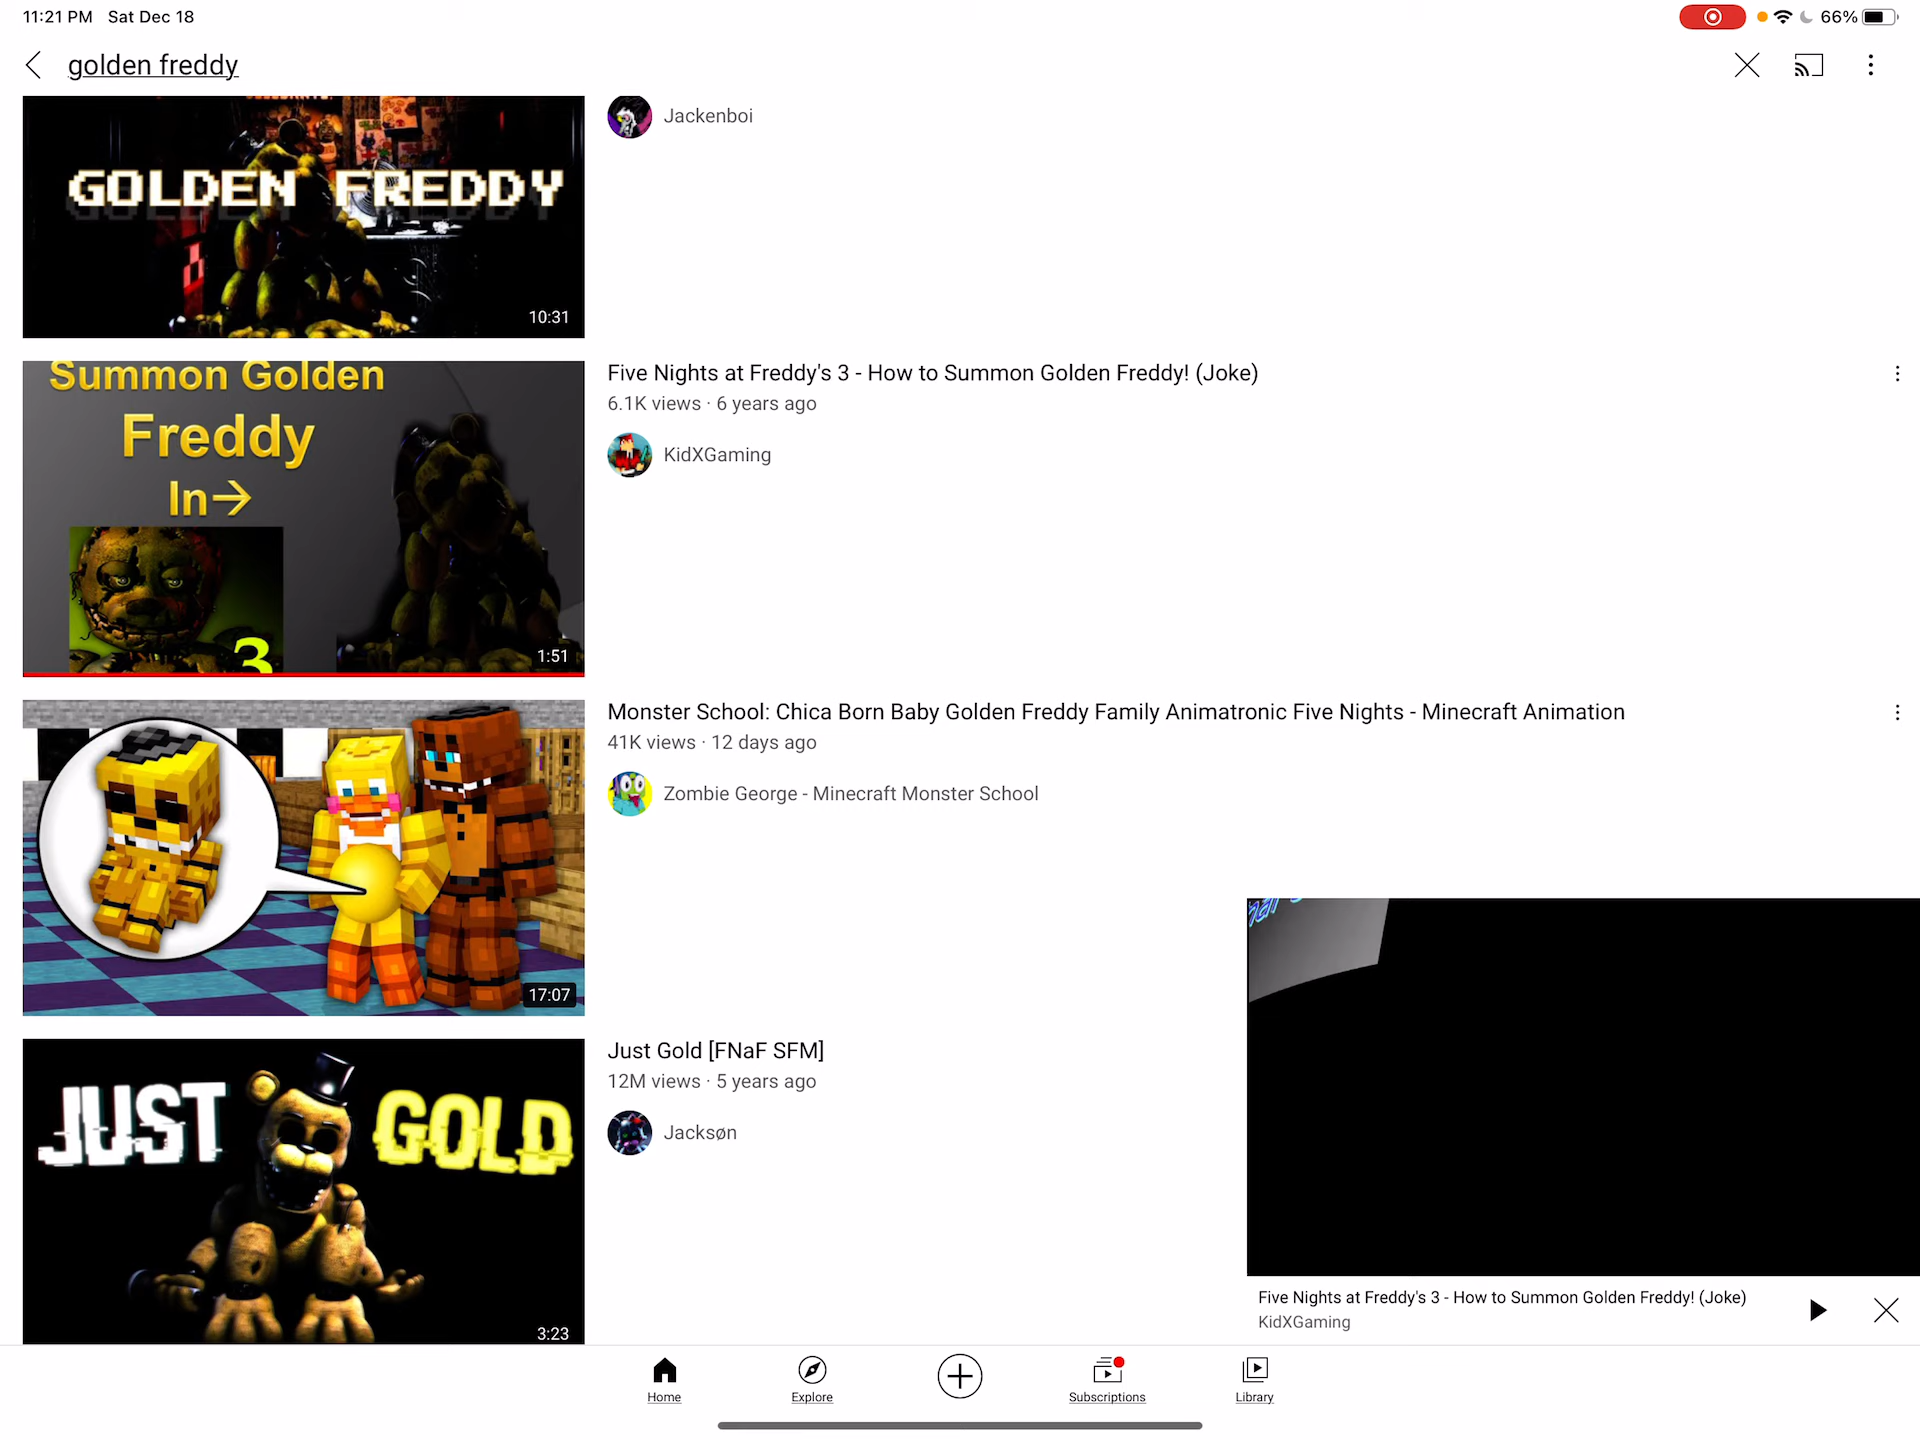 11:21 PM Sat Dec 18
66%
golden freddy
GOLDEN FREDDY
10:31
Jackenboi
Summon Golden
Freddy
In→
3
1:51
Five Nights at Freddy's 3 - How to Summon Golden Freddy! (Joke)
6.1K views · 6 years ago
KidXGaming
17:07
Monster School: Chica Born Baby Golden Freddy Family Animatronic Five Nights - Minecraft Animation
41K views · 12 days ago
Zombie George - Minecraft Monster School
JUST GOLD
3:23
Just Gold [FNaF SFM]
12M views · 5 years ago
Jacksøn
Five Nights at Freddy's 3 - How to Summon Golden Freddy! (Joke)
KidXGaming
Home
Explore
Subscriptions
Library